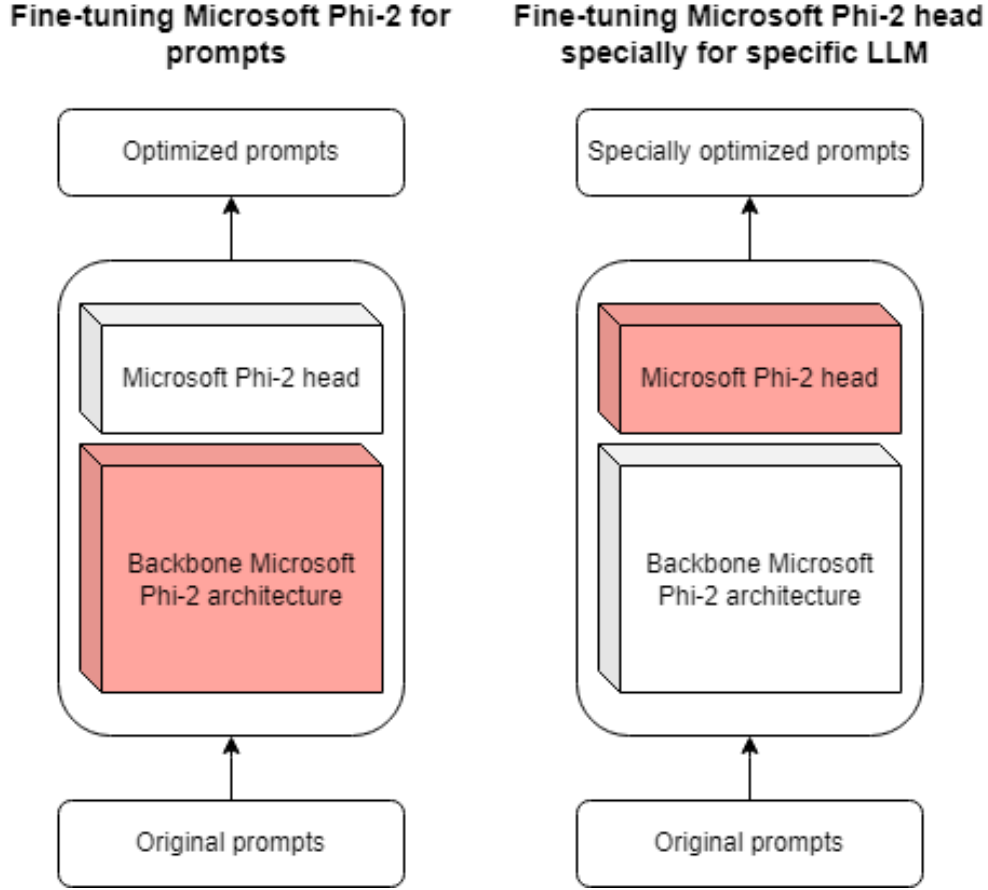 Fine-tuning Microsoft Phi-2 for
prompts
Optimized prompts
Microsoft Phi-2 head
Backbone Microsoft
Phi-2 architecture
Original prompts
Fine-tuning Microsoft Phi-2 head
specially for specific LLM
Specially optimized prompts
Microsoft Phi-2 head
Backbone Microsoft
Phi-2 architecture
Original prompts